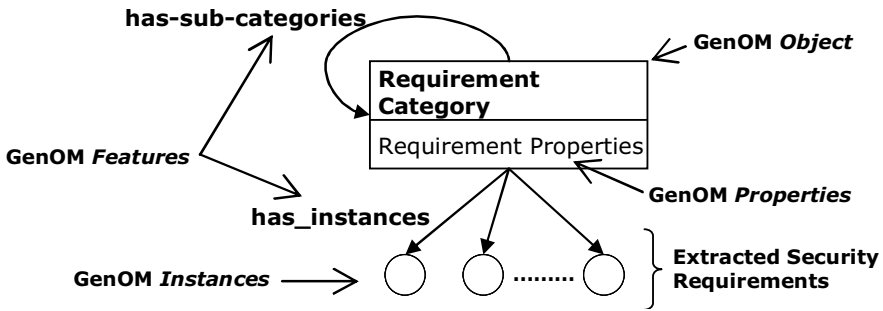 has-sub-categories
GenOM Object
Requirement
Category
Requirement Properties
GenOM Features
GenOM Properties
has_instances
Extracted Security
Requirements
GenOM Instances
.........